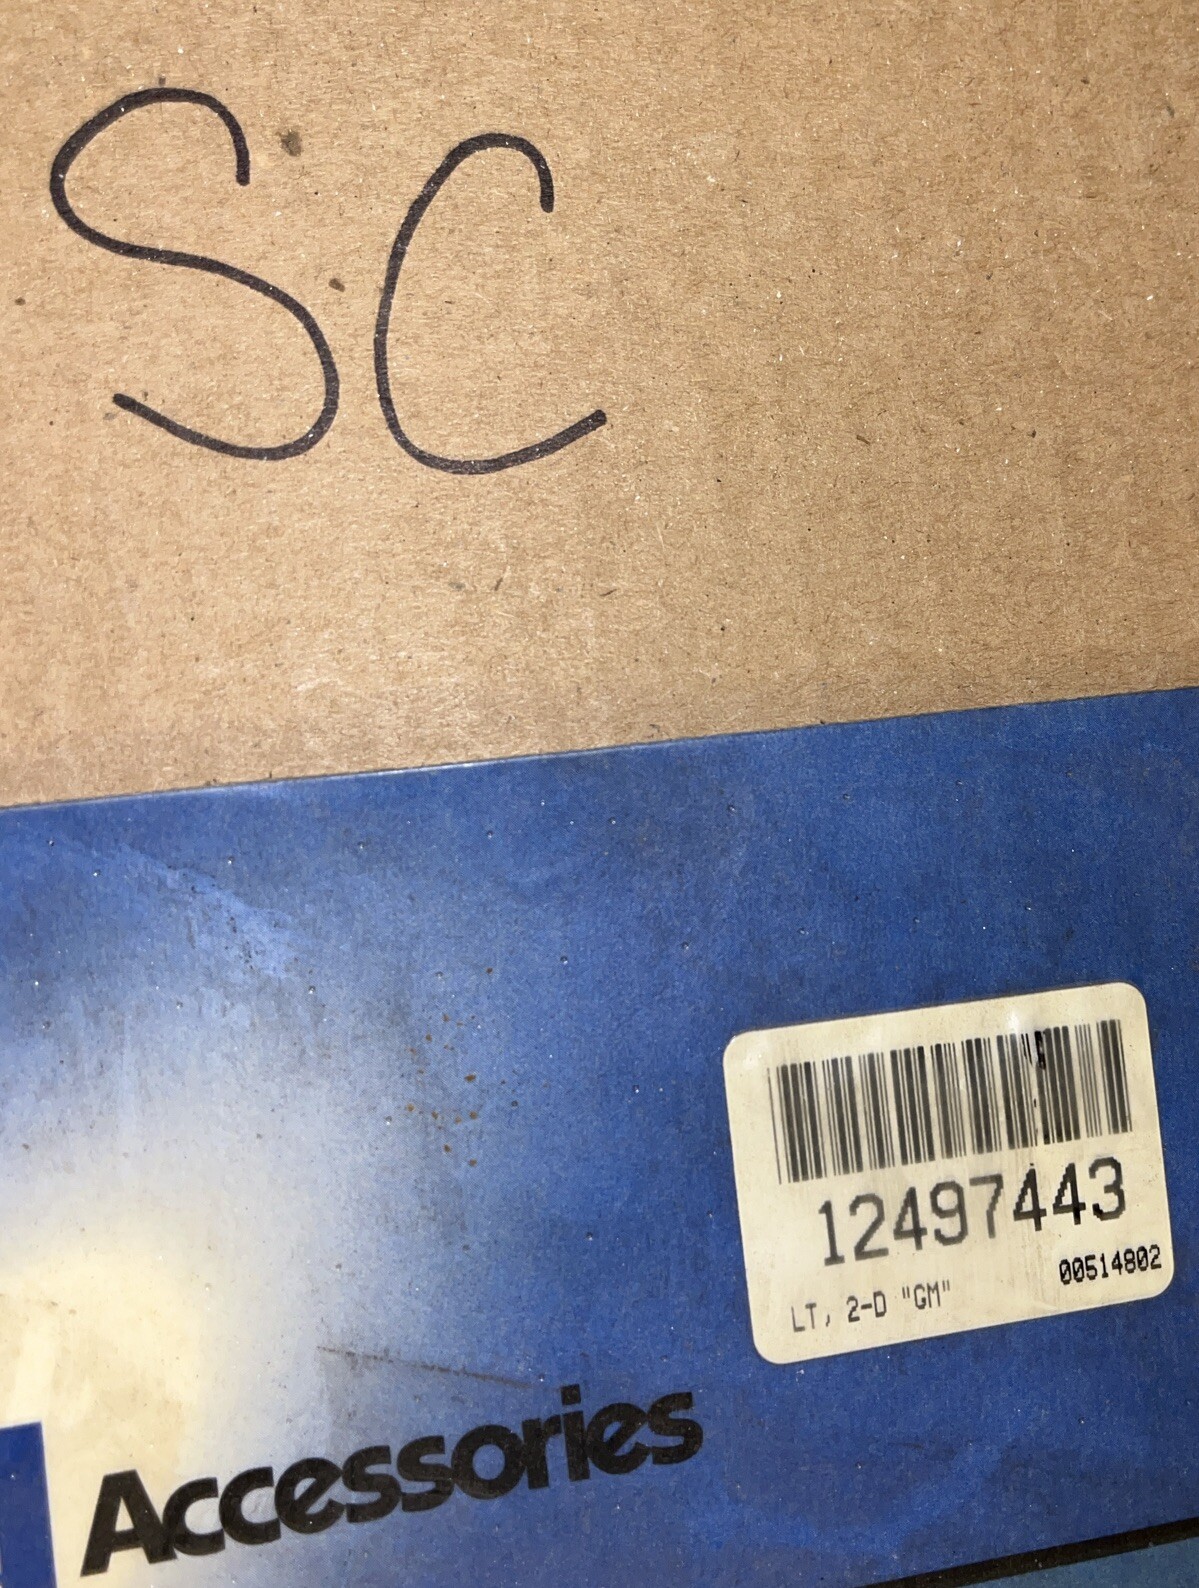 SC
12497443
00514802
LT, 2-D "GM"
Accessories